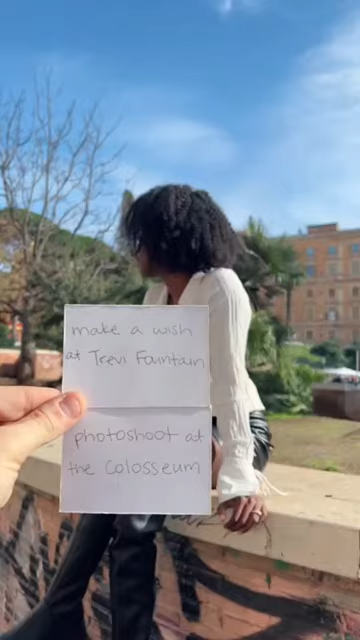 make a wish
at Trevi Fountain
photoshoot at
the Colosseum